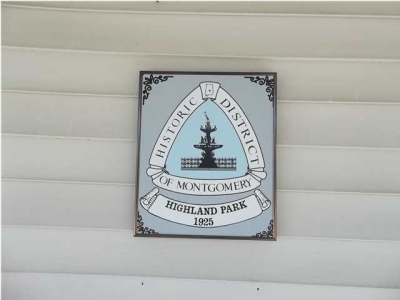 HISTORIC DISTRICT
OF MONTGOMERY
HIGHLAND PARK
1925